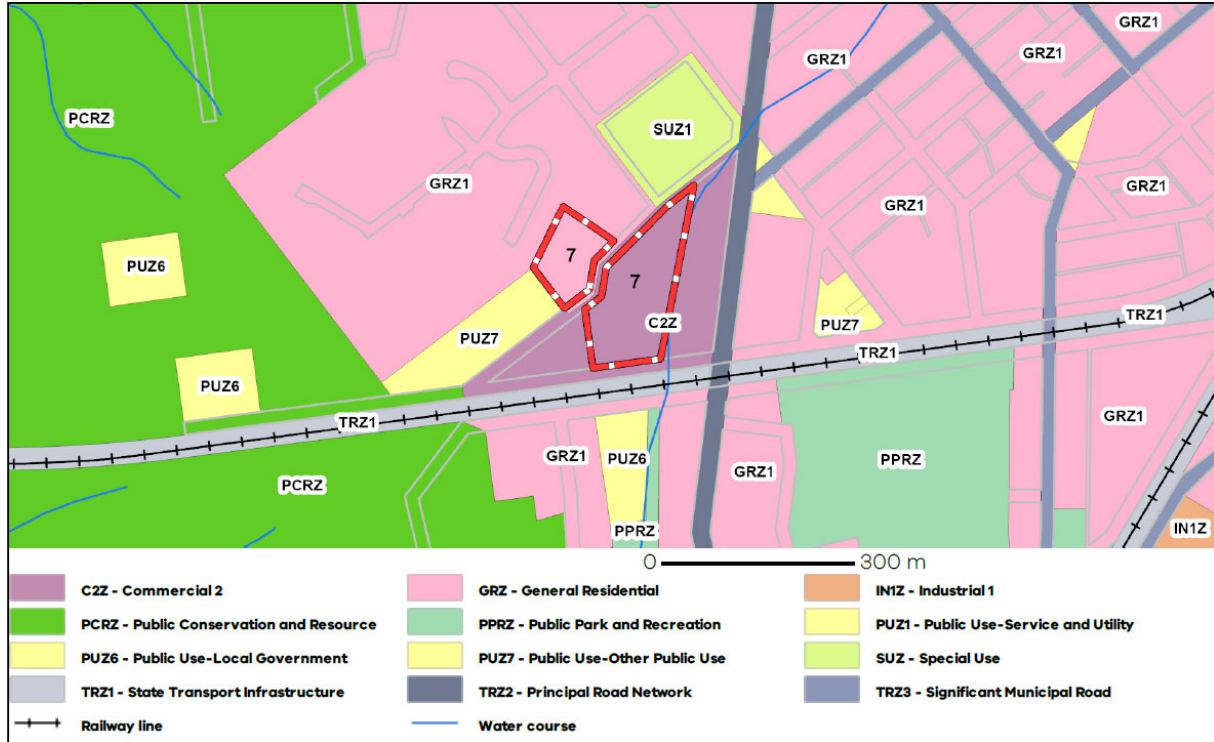 GRZ1
GRZ1
GRZ1
PCRZ
SUZ1
GRZ1
GRZ1
GRZ1
7
PUZ6
7
C2Z
PUZ7
PUZ7
TRZ1
TRZ1
PUZ6
TRZ1
GRZ1
GRZ1
PUZ6
GRZ1
PPRZ
PCRZ
PPRZ
IN1Z
0 300 m
C2Z - Commercial 2
GRZ - General Residential
IN1Z - Industrial 1
PCRZ - Public Conservation and Resource
PPRZ - Public Park and Recreation
PUZ1 - Public Use-Service and Utility
PUZ6 - Public Use-Local Government
PUZ7 - Public Use-Other Public Use
SUZ - Special Use
TRZ1 - State Transport Infrastructure
TRZ2 - Principal Road Network
TRZ3 - Significant Municipal Road
Railway line
Water course